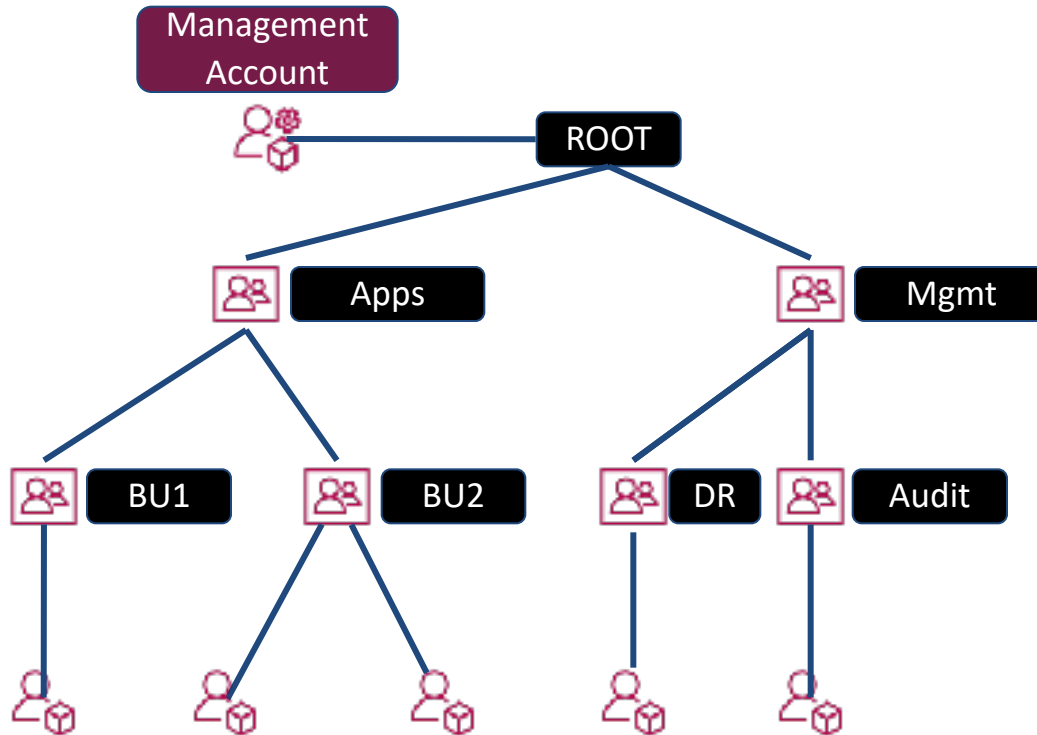 Management
Account
ROOT
Apps
Mgmt
BU1
BU2
DR
Audit